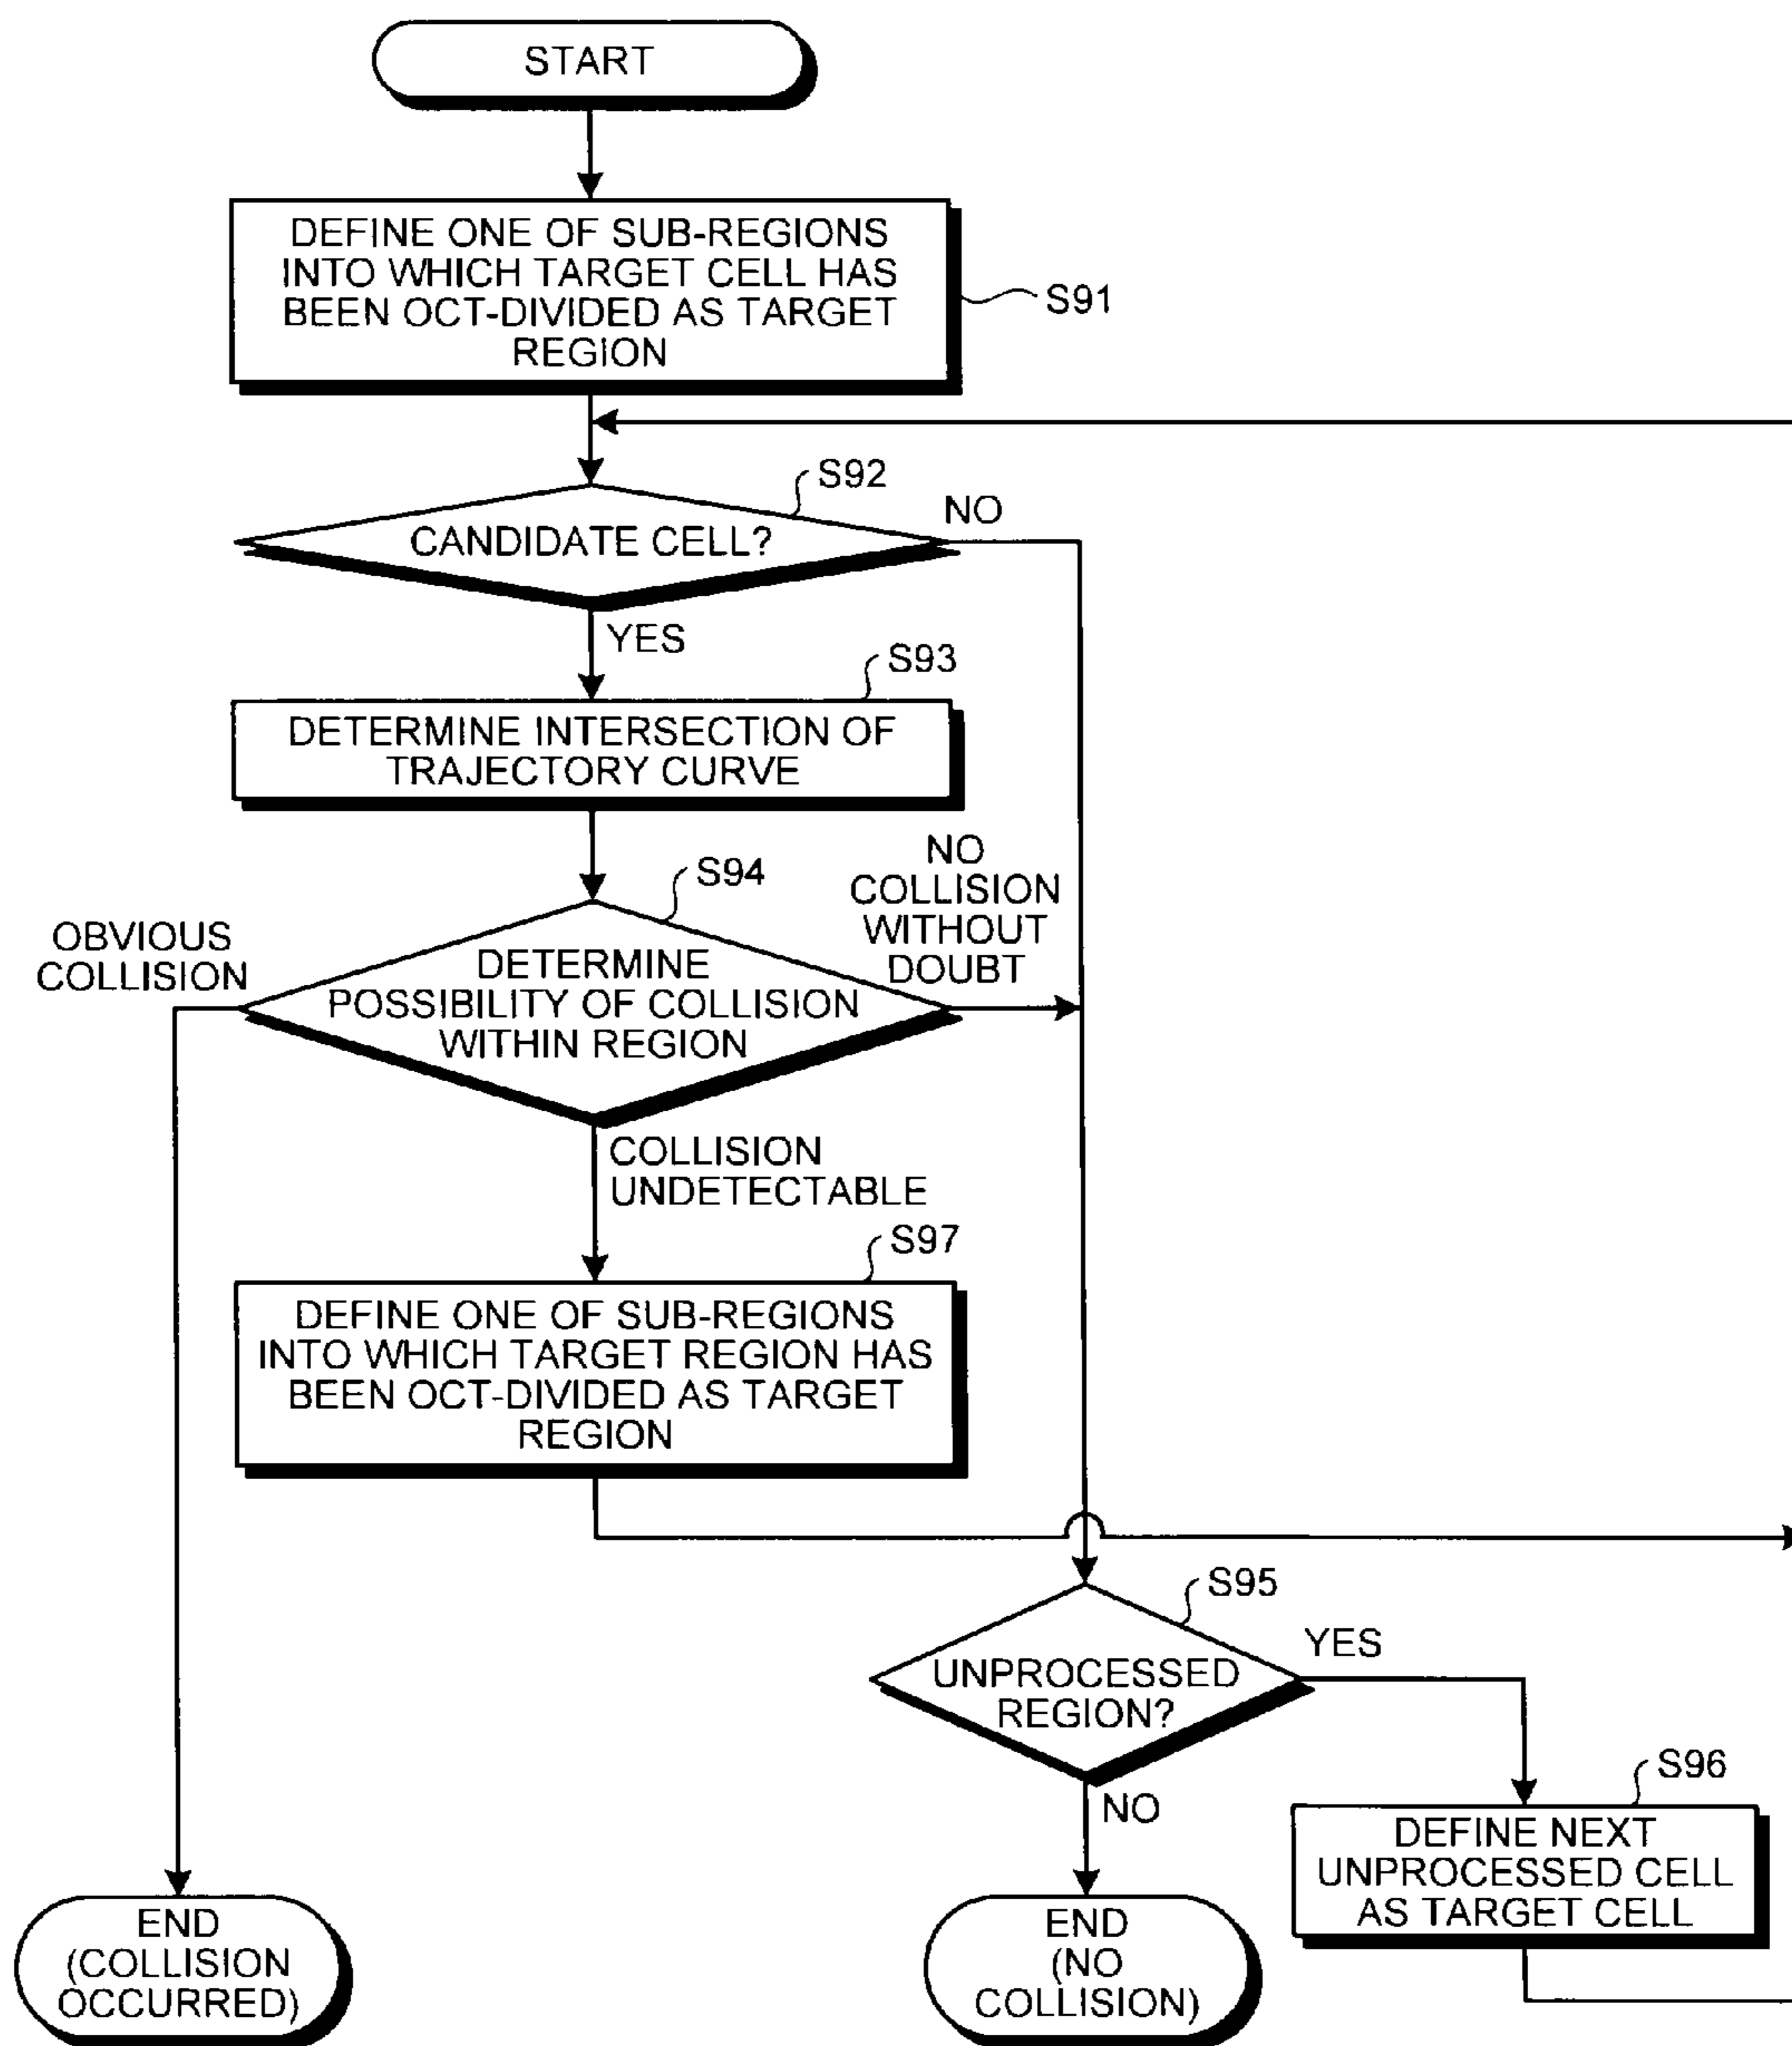 START
DEFINE ONE OF SUB-REGIONS
INTO WHICH TARGET CELL HAS
BEEN OCT-DIVIDED AS TARGET
REGION
S91
S92
CANDIDATE CELL?
NO
YES
S93
DETERMINE INTERSECTION OF
TRAJECTORY CURVE
S94
NO
COLLISION
WITHOUT
DOUBT
OBVIOUS
COLLISION
DETERMINE
POSSIBILITY OF COLLISION
WITHIN REGION
COLLISION
UNDETECTABLE
S97
DEFINE ONE OF SUB-REGIONS
INTO WHICH TARGET REGION HAS
BEEN OCT-DIVIDED AS TARGET
REGION
S95
UNPROCESSED
REGION?
YES
NO
S96
DEFINE NEXT
UNPROCESSED CELL
AS TARGET CELL
END
(COLLISION
OCCURRED)
END
(NO
COLLISION)